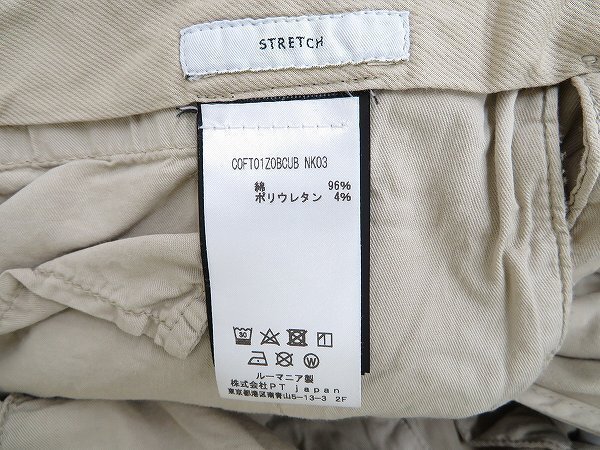 STRETCH
COFT01Z0BCUB NK03
綿 96%
ポリウレタン 4%
30
W
ルーマニア製
株式会社PT japan
東京都港区南青山5-13-3 2F